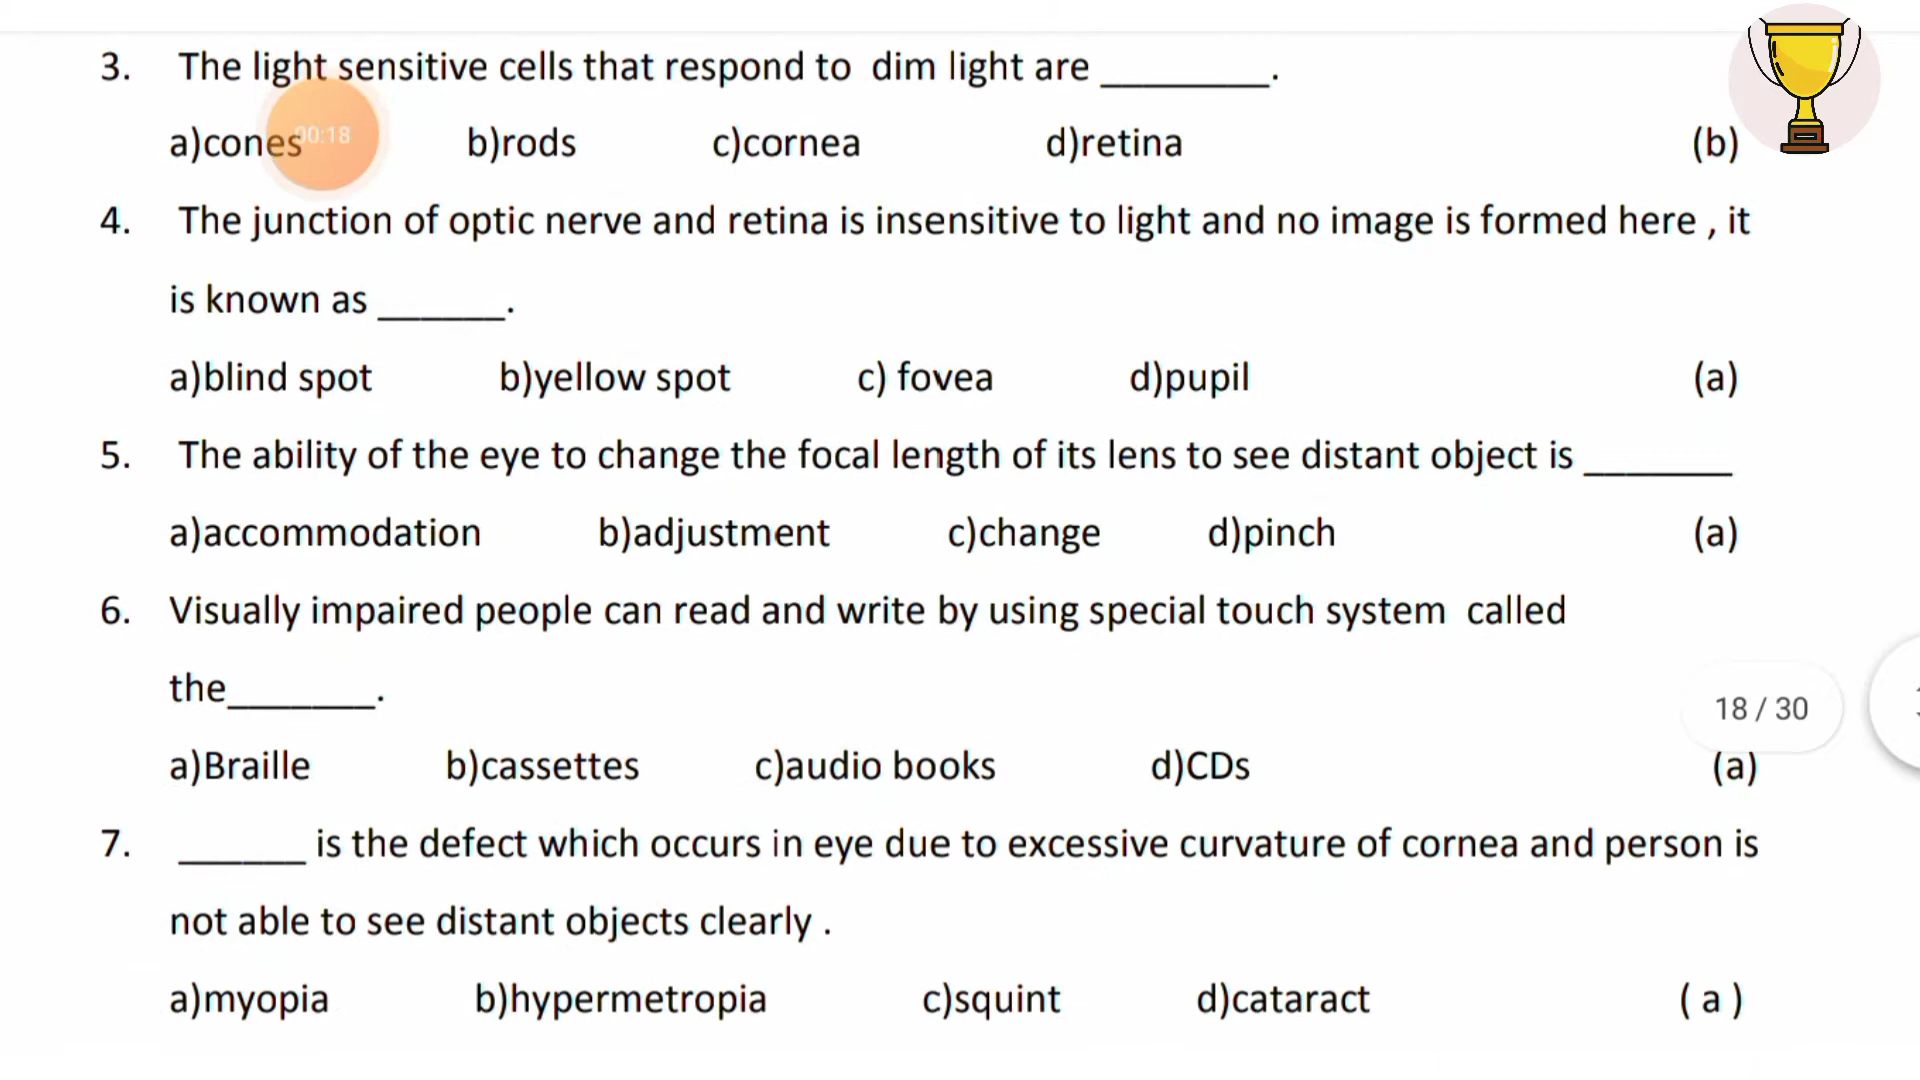 3. The light sensitive cells that respond to dim light are ________.
a)cones b)rods c)cornea d)retina (b)
00:18
4. The junction of optic nerve and retina is insensitive to light and no image is formed here , it
is known as ______.
a)blind spot b)yellow spot c) fovea d)pupil (a)
5. The ability of the eye to change the focal length of its lens to see distant object is _______
a)accommodation b)adjustment c)change d)pinch (a)
6. Visually impaired people can read and write by using special touch system called
the_______.
18 / 30
a)Braille b)cassettes c)audio books d)CDs (a)
7. ______ is the defect which occurs in eye due to excessive curvature of cornea and person is
not able to see distant objects clearly .
a)myopia b)hypermetropia c)squint d)cataract ( a )